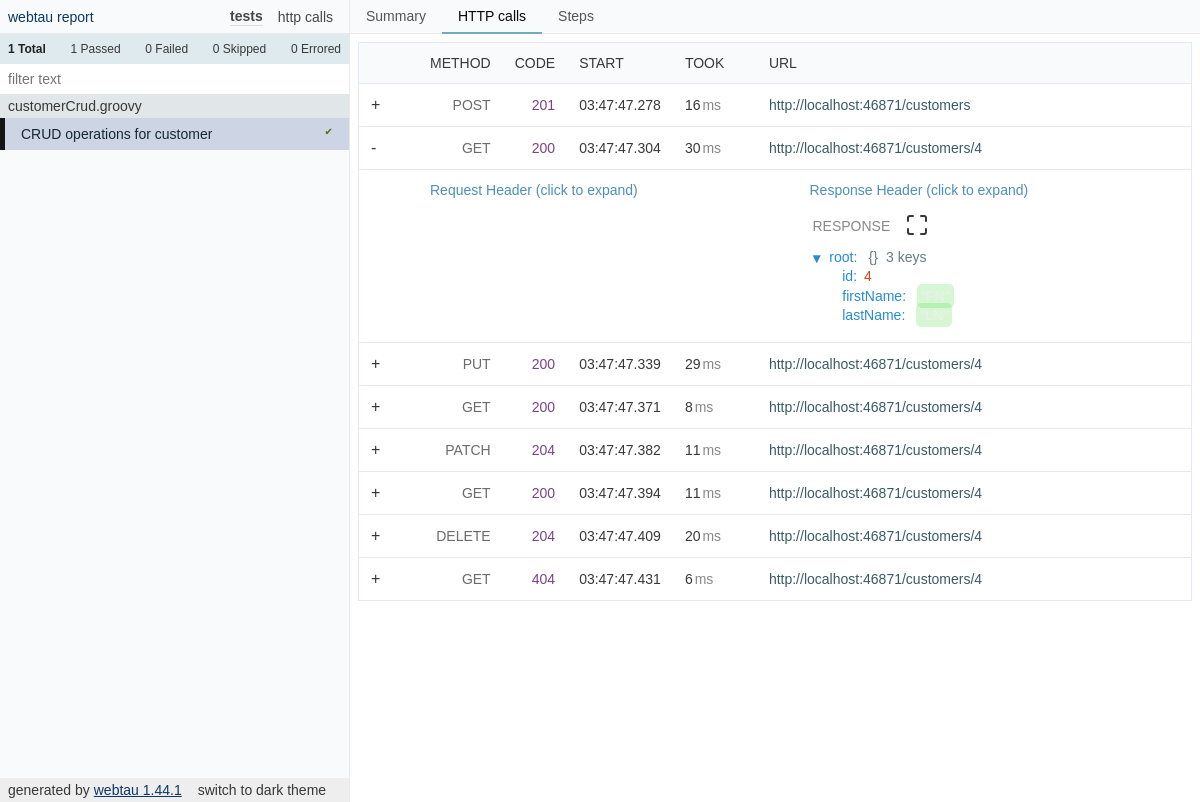 webtau report tests http calls
1 Total 1 Passed 0 Failed 0 Skipped 0 Errored
filter text
customerCrud.groovy
CRUD operations for customer ✔
generated by webtau 1.44.1 switch to dark theme
Summary HTTP calls Steps
METHOD CODE START TOOK URL
+ POST 201 03:47:47.278 16 ms http://localhost:46871/customers
- GET 200 03:47:47.304 30 ms http://localhost:46871/customers/4
Request Header (click to expand) Response Header (click to expand)
RESPONSE
▼ root: {} 3 keys
id: 4
firstName:
lastName:
+ PUT 200 03:47:47.339 29 ms http://localhost:46871/customers/4
+ GET 200 03:47:47.371 8 ms http://localhost:46871/customers/4
+ PATCH 204 03:47:47.382 11 ms http://localhost:46871/customers/4
+ GET 200 03:47:47.394 11 ms http://localhost:46871/customers/4
+ DELETE 204 03:47:47.409 20 ms http://localhost:46871/customers/4
+ GET 404 03:47:47.431 6 ms http://localhost:46871/customers/4